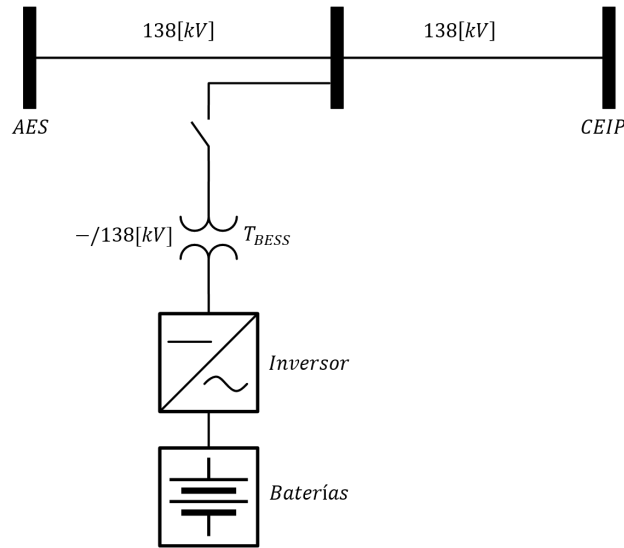 138[kV]
138[kV]
AES
CEIP
−/138[kV]
T_BESS
Inversor
Baterías